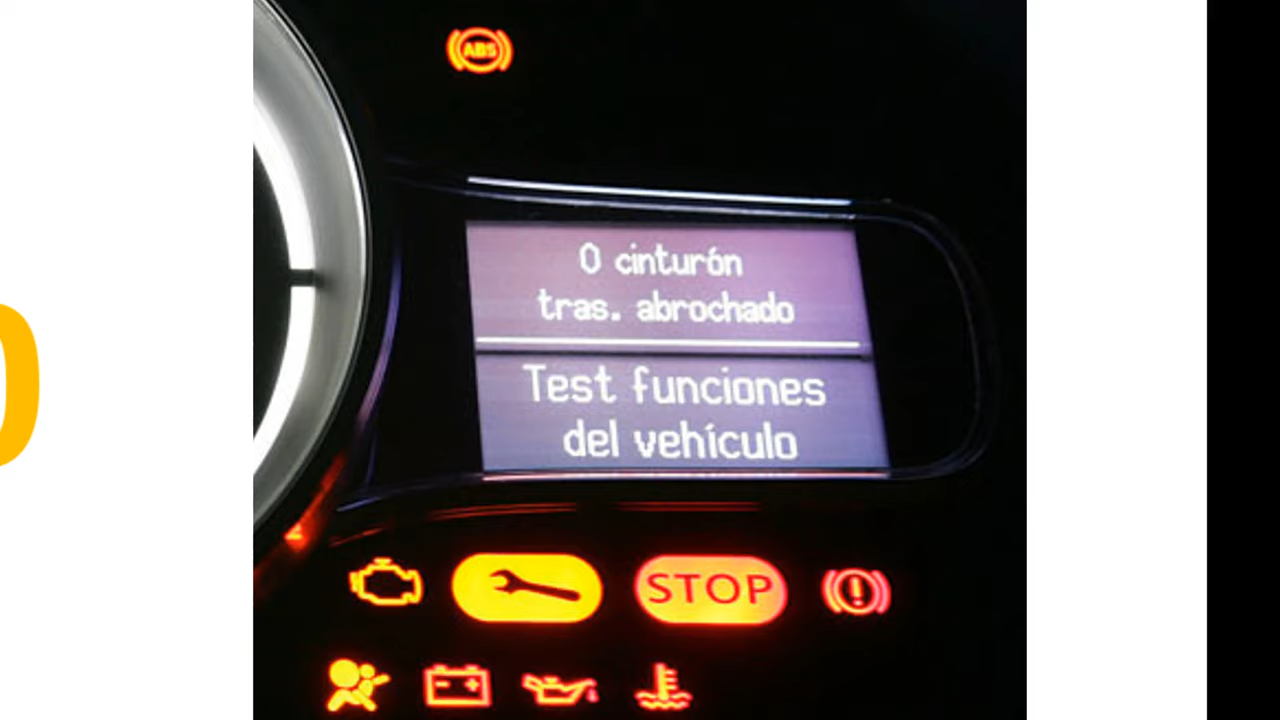 ABS
0 cinturón
tras. abrochado
Test funciones
del vehículo
STOP